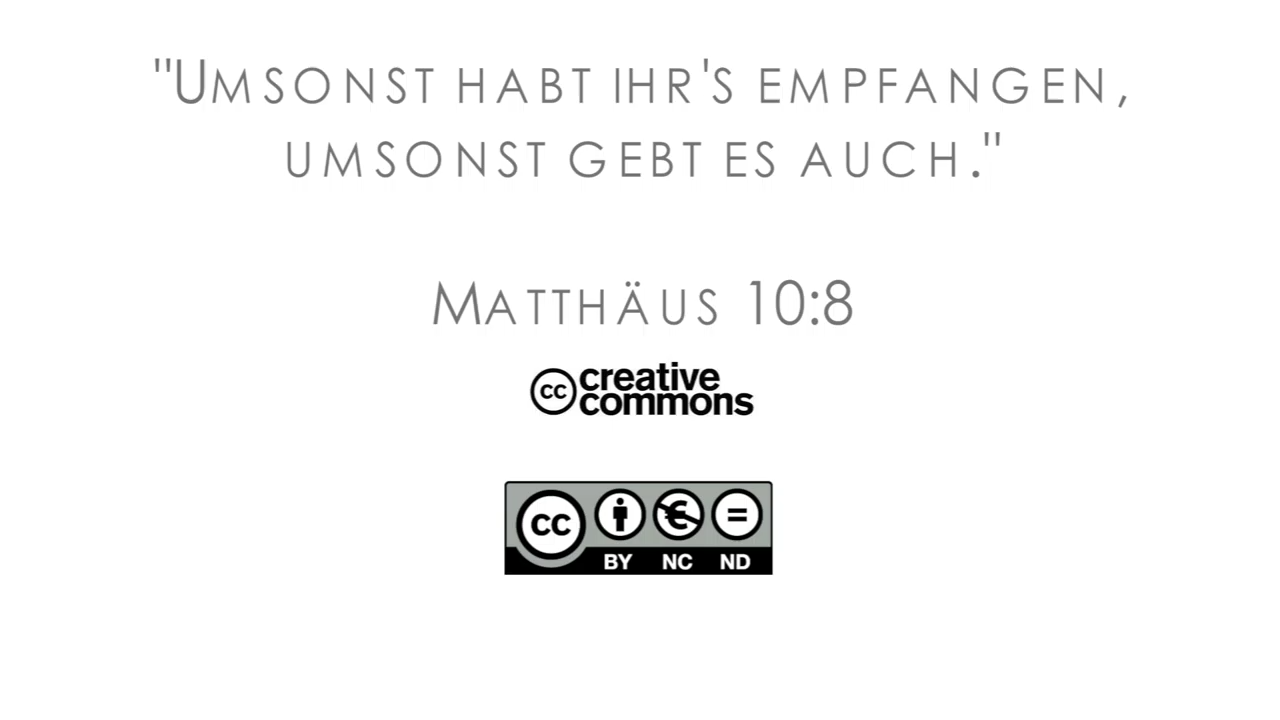 "UMSONST HABT IHR'S EMPFANGEN,
UMSONST GEBT ES AUCH."
MATTHÄUS 10:8
cc creative
commons
cc BY NC ND